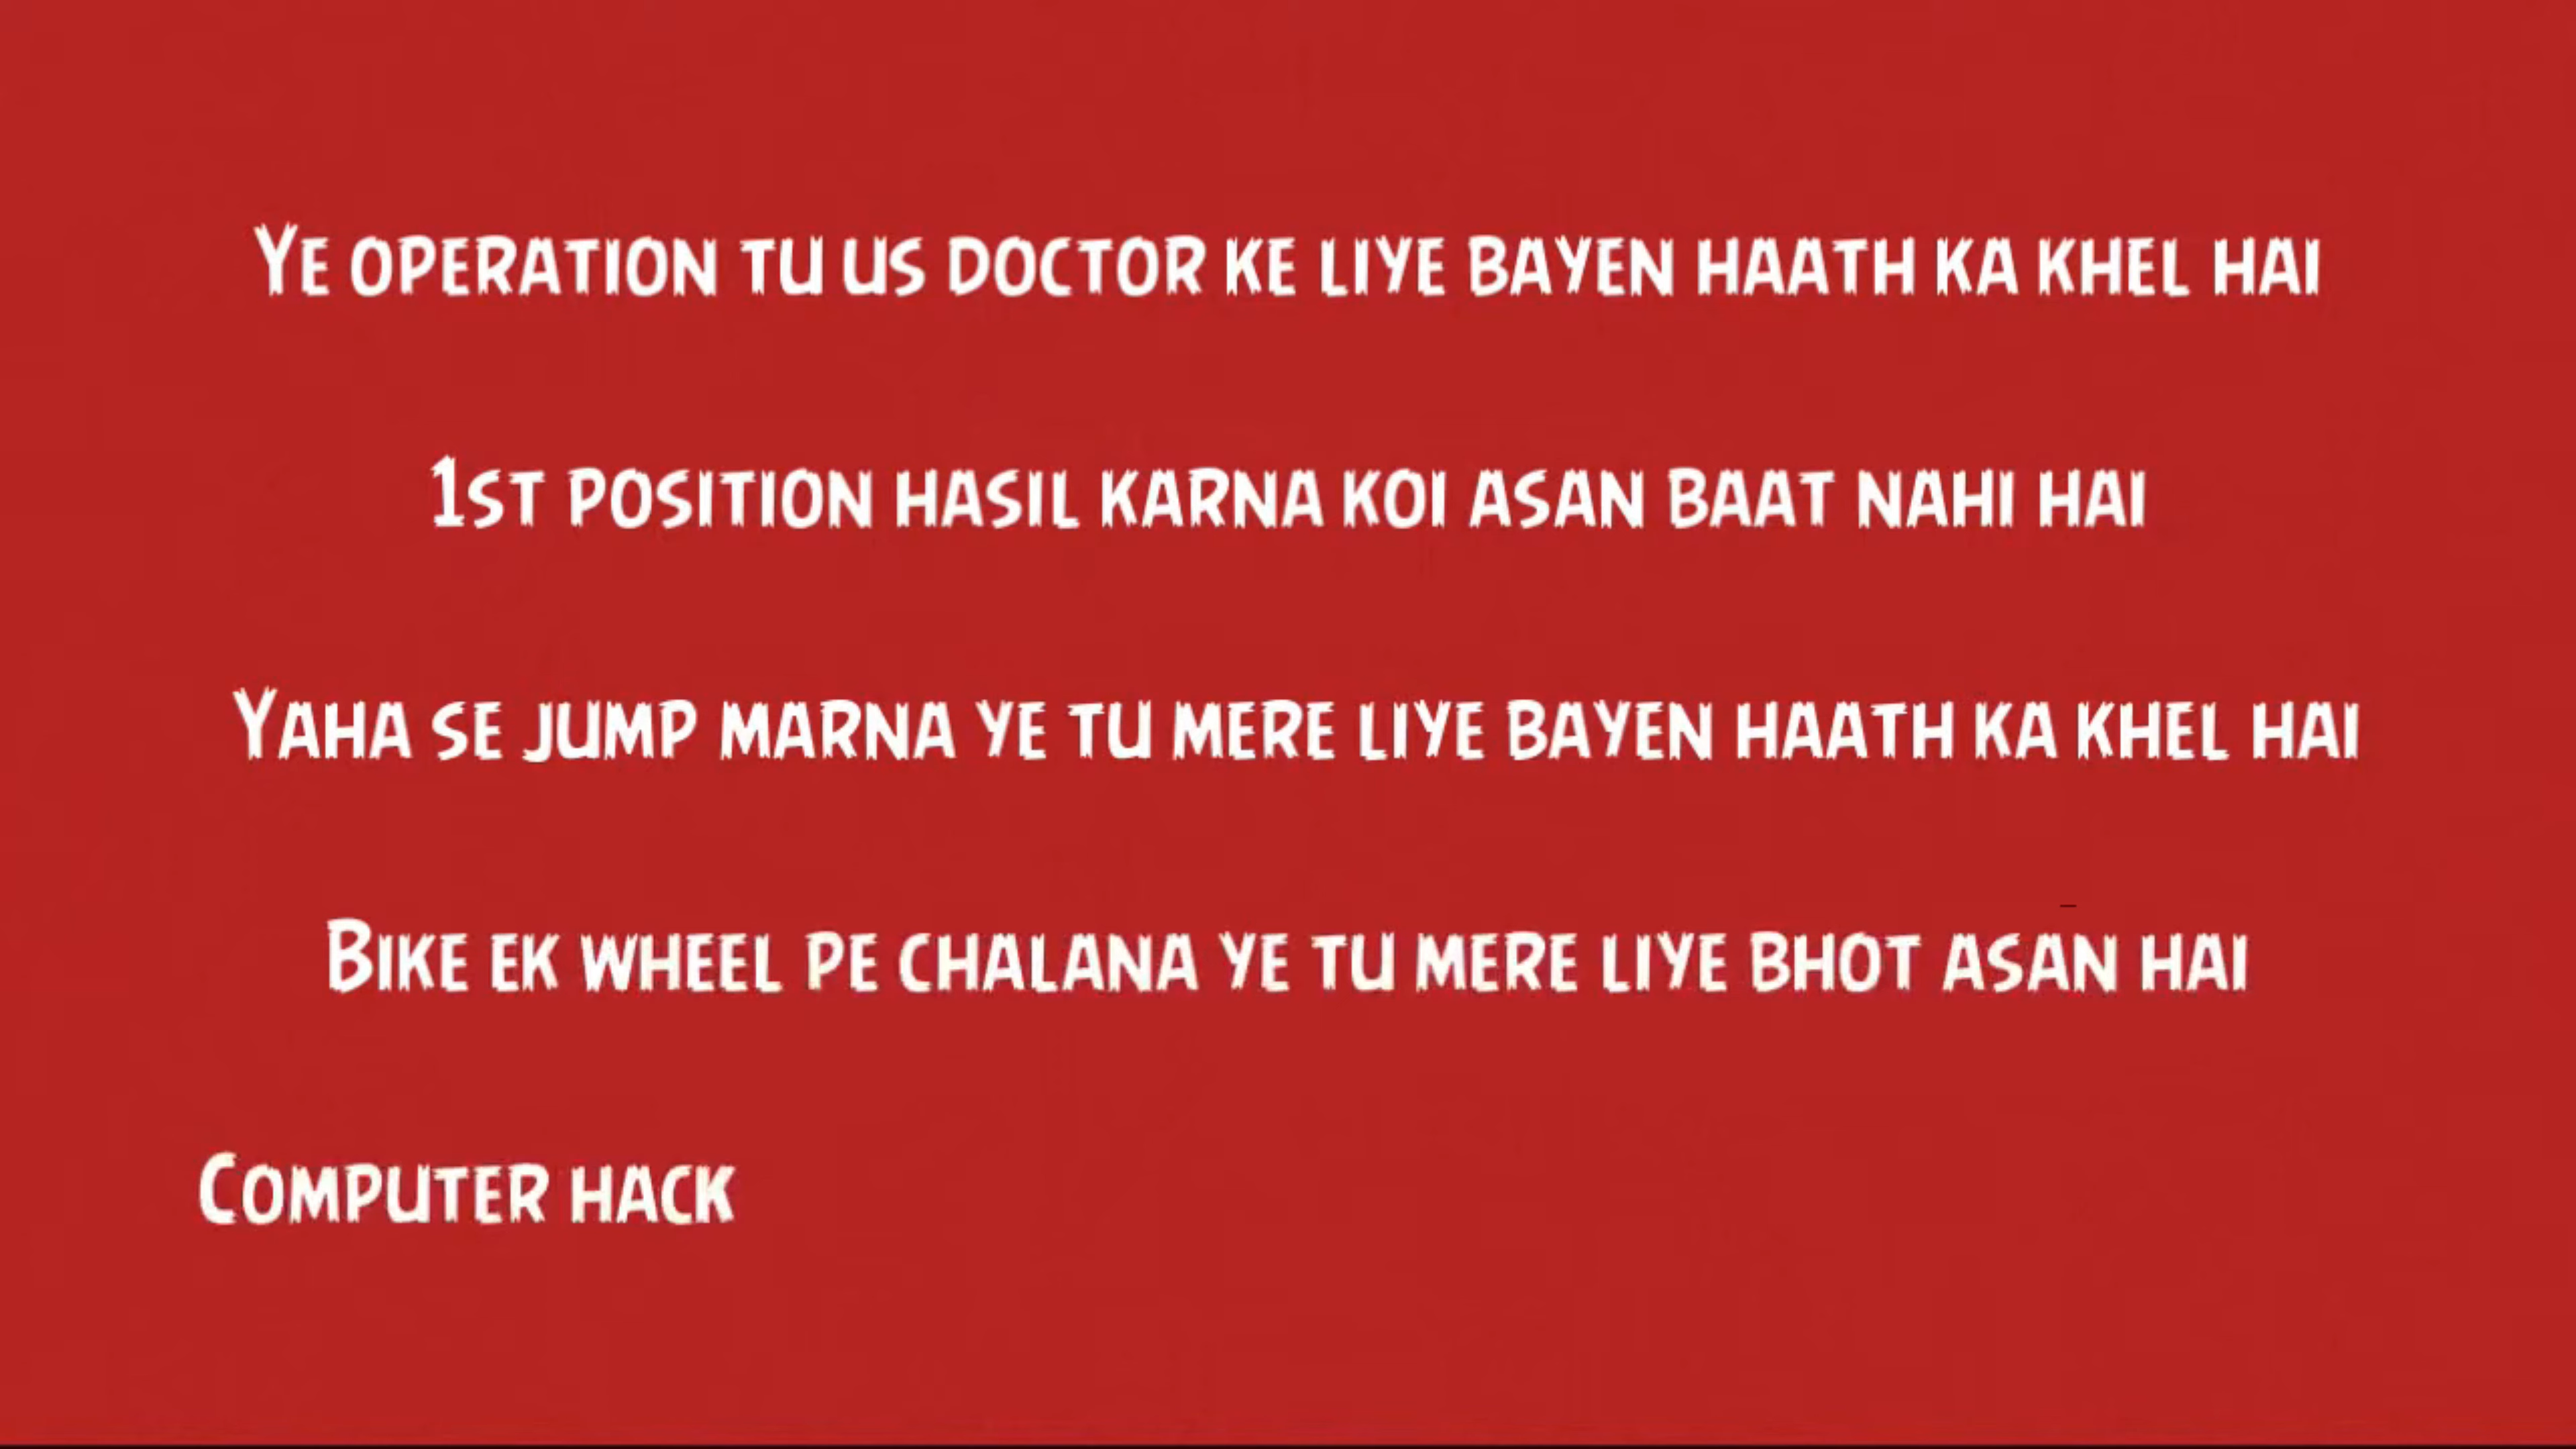 Ye operation tu us doctor ke liye bayen haath ka khel hai
1st position hasil karna koi asan baat nahi hai
Yaha se jump marna ye tu mere liye bayen haath ka khel hai
Bike ek wheel pe chalana ye tu mere liye bhot asan hai
Computer hack